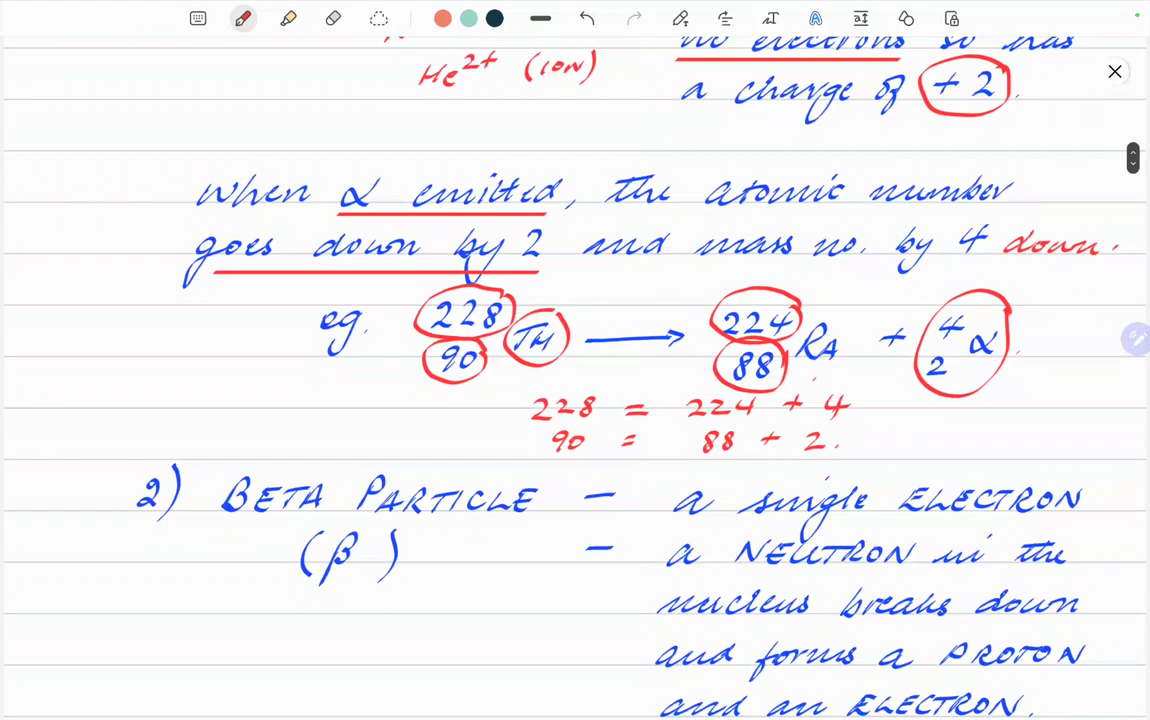 no electrons so has
He2+ (ION)
a charge of +2.
When α emitted, the atomic number
goes down by 2 and mass no. by 4 down.
eg. 228 90 TH → 224 88 RA + 4 2 α.
228 = 224 + 4
90 = 88 + 2.
2) BETA PARTICLE – a single ELECTRON
(β) – a NEUTRON in the
nucleus breaks down
and forms a PROTON
and an ELECTRON.